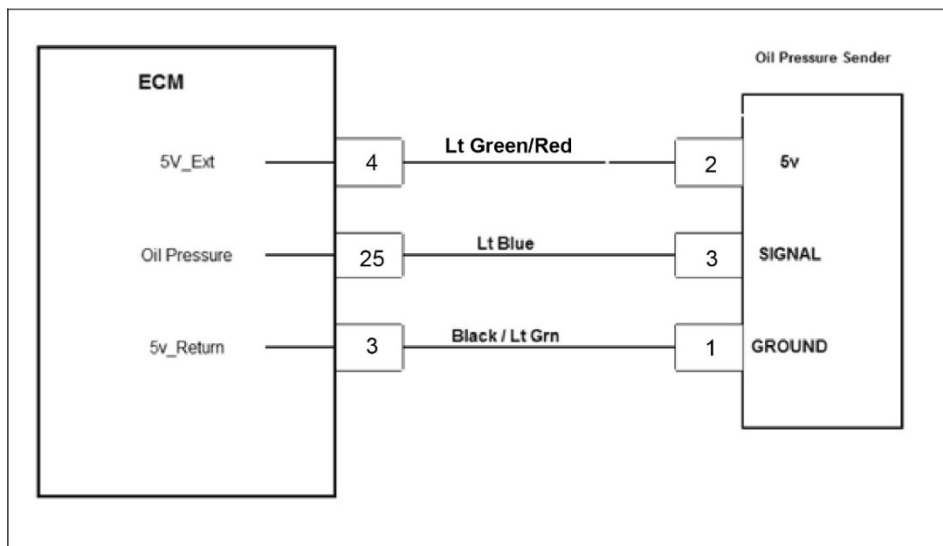 Oil Pressure Sender
ECM
5V_Ext
4
Lt Green/Red
2
5v
Oil Pressure
25
Lt Blue
3
SIGNAL
5v_Return
3
Black / Lt Grn
1
GROUND